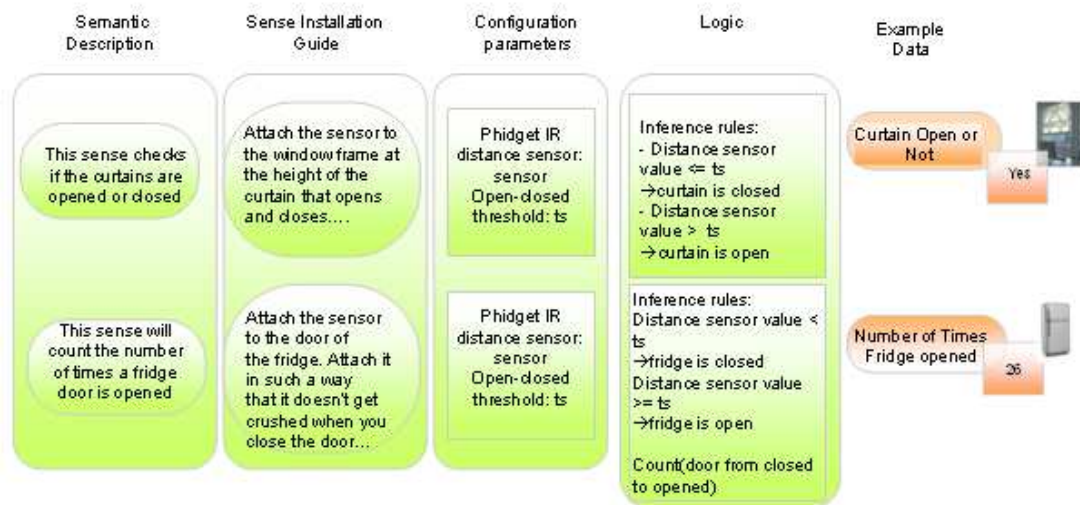 Semantic
Description
Sense Installation
Guide
Configuration
parameters
Logic
Example
Data
This sense checks
if the curtains are
opened or closed
Attach the sensor to
the window frame at
the height of the
curtain that opens
and closes....
Phidget IR
distance sensor:
sensor
Open-closed
threshold: ts
Inference rules:
- Distance sensor
value <= ts
→curtain is closed
- Distance sensor
value > ts
→curtain is open
Curtain Open or
Not
Yes
This sense will
count the number
of times a fridge
door is opened
Attach the sensor
to the door of
the fridge. Attach it
in such a way
that it doesn't get
crushed when you
close the door...
Phidget IR
distance sensor:
sensor
Open-closed
threshold: ts
Inference rules:
Distance sensor value <
ts
→fridge is closed
Distance sensor value
>= ts
→fridge is open
Count(door from closed
to opened)
Number of Times
Fridge opened
26